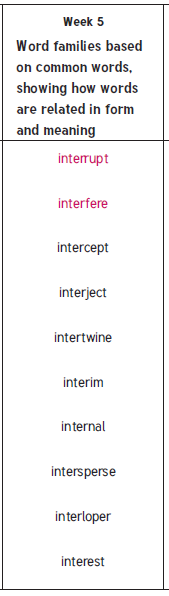 Week 5
Word families based
on common words,
showing how words
are related in form
and meaning
interrupt
interfere
intercept
interject
intertwine
interim
internal
intersperse
interloper
interest